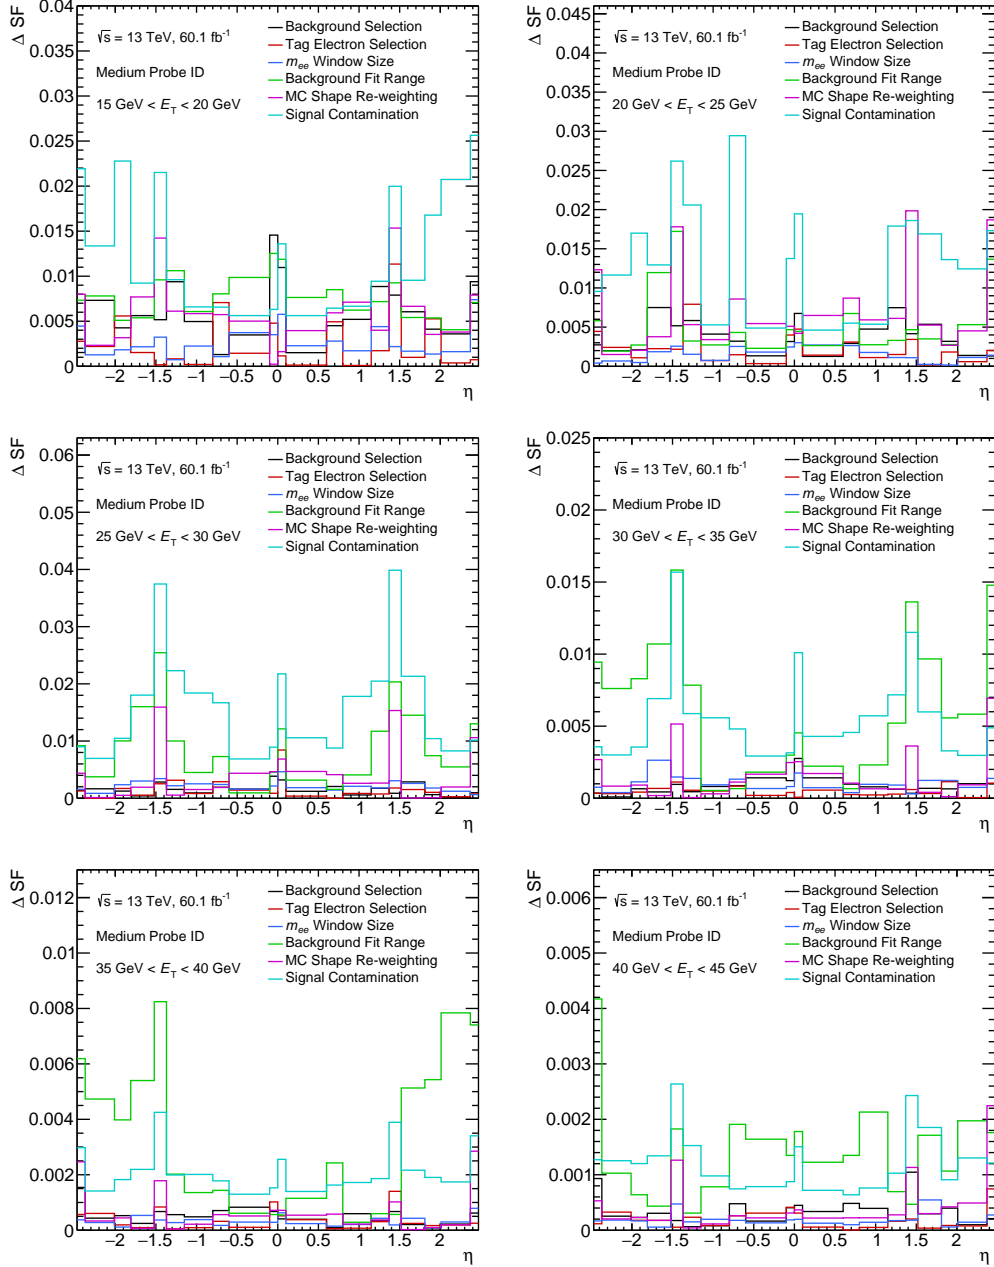 Δ SF
0.04
0.035
0.03
0.025
0.02
0.015
0.01
0.005
0
√s = 13 TeV, 60.1 fb⁻¹
Medium Probe ID
15 GeV < E_T < 20 GeV
Background Selection
Tag Electron Selection
m_ee Window Size
Background Fit Range
MC Shape Re-weighting
Signal Contamination
−2 −1.5 −1 −0.5 0 0.5 1 1.5 2
η
Δ SF
0.045
0.04
0.035
0.03
0.025
0.02
0.015
0.01
0.005
0
√s = 13 TeV, 60.1 fb⁻¹
Medium Probe ID
20 GeV < E_T < 25 GeV
Background Selection
Tag Electron Selection
m_ee Window Size
Background Fit Range
MC Shape Re-weighting
Signal Contamination
−2 −1.5 −1 −0.5 0 0.5 1 1.5 2
η
Δ SF
0.06
0.05
0.04
0.03
0.02
0.01
0
√s = 13 TeV, 60.1 fb⁻¹
Medium Probe ID
25 GeV < E_T < 30 GeV
Background Selection
Tag Electron Selection
m_ee Window Size
Background Fit Range
MC Shape Re-weighting
Signal Contamination
−2 −1.5 −1 −0.5 0 0.5 1 1.5 2
η
Δ SF
0.025
0.02
0.015
0.01
0.005
0
√s = 13 TeV, 60.1 fb⁻¹
Medium Probe ID
30 GeV < E_T < 35 GeV
Background Selection
Tag Electron Selection
m_ee Window Size
Background Fit Range
MC Shape Re-weighting
Signal Contamination
−2 −1.5 −1 −0.5 0 0.5 1 1.5 2
η
Δ SF
0.012
0.01
0.008
0.006
0.004
0.002
0
√s = 13 TeV, 60.1 fb⁻¹
Medium Probe ID
35 GeV < E_T < 40 GeV
Background Selection
Tag Electron Selection
m_ee Window Size
Background Fit Range
MC Shape Re-weighting
Signal Contamination
−2 −1.5 −1 −0.5 0 0.5 1 1.5 2
η
Δ SF
0.006
0.005
0.004
0.003
0.002
0.001
0
√s = 13 TeV, 60.1 fb⁻¹
Medium Probe ID
40 GeV < E_T < 45 GeV
Background Selection
Tag Electron Selection
m_ee Window Size
Background Fit Range
MC Shape Re-weighting
Signal Contamination
−2 −1.5 −1 −0.5 0 0.5 1 1.5 2
η